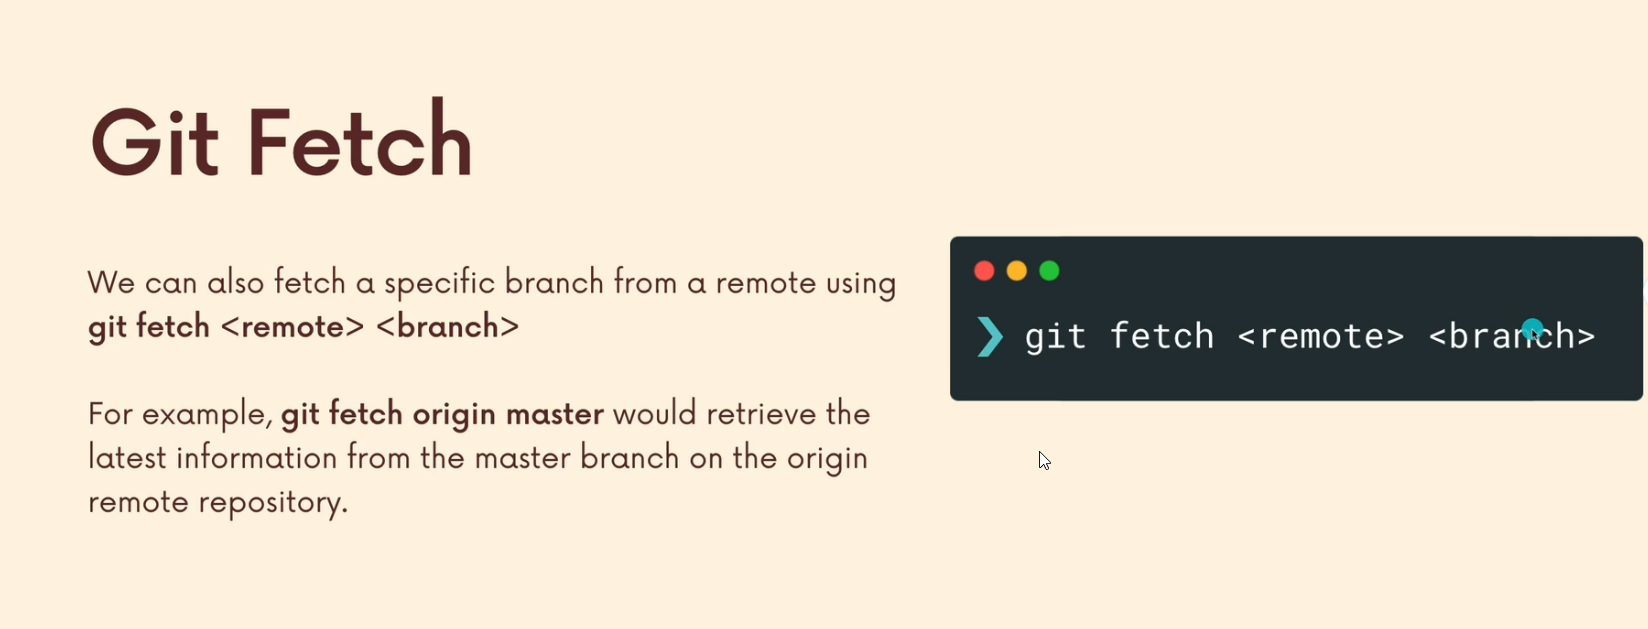 Git Fetch
We can also fetch a specific branch from a remote using
git fetch <remote> <branch>
For example, git fetch origin master would retrieve the
latest information from the master branch on the origin
remote repository.
❯ git fetch <remote> <branch>